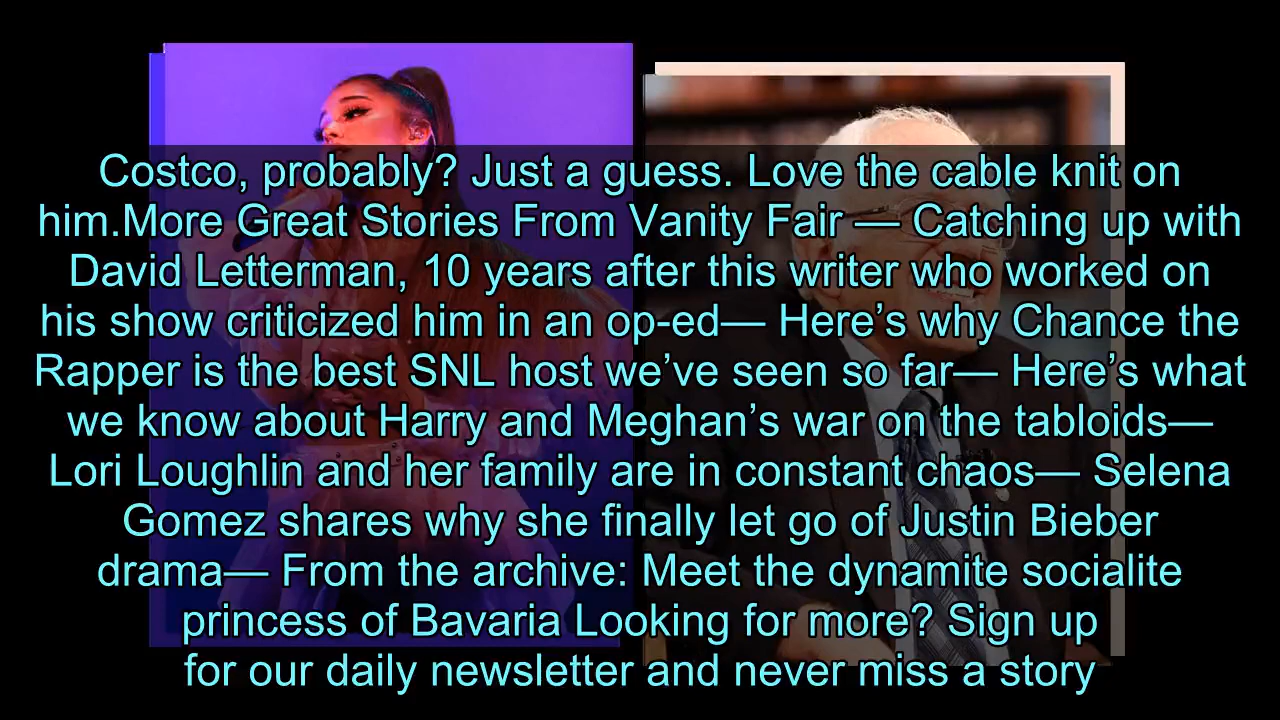 Costco, probably? Just a guess. Love the cable knit on
him.More Great Stories From Vanity Fair — Catching up with
David Letterman, 10 years after this writer who worked on
his show criticized him in an op-ed— Here’s why Chance the
Rapper is the best SNL host we’ve seen so far— Here’s what
we know about Harry and Meghan’s war on the tabloids—
Lori Loughlin and her family are in constant chaos— Selena
Gomez shares why she finally let go of Justin Bieber
drama— From the archive: Meet the dynamite socialite
princess of Bavaria Looking for more? Sign up
for our daily newsletter and never miss a story